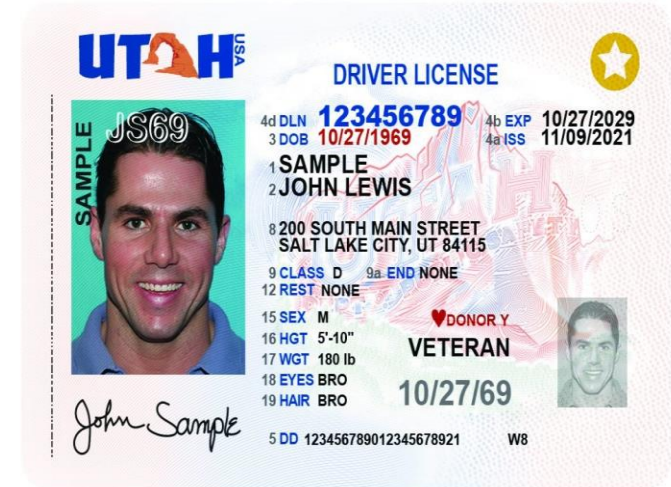 UTAH USA
DRIVER LICENSE
SAMPLE
JS69
4d DLN 123456789 4b EXP 10/27/2029
3 DOB 10/27/1969 4a ISS 11/09/2021
1 SAMPLE
2 JOHN LEWIS
8 200 SOUTH MAIN STREET
SALT LAKE CITY, UT 84115
9 CLASS D 9a END NONE
12 REST NONE
15 SEX M DONOR Y
16 HGT 5'-10"
VETERAN
17 WGT 180 lb
18 EYES BRO
19 HAIR BRO 10/27/69
John Sample
5 DD 123456789012345678921 W8